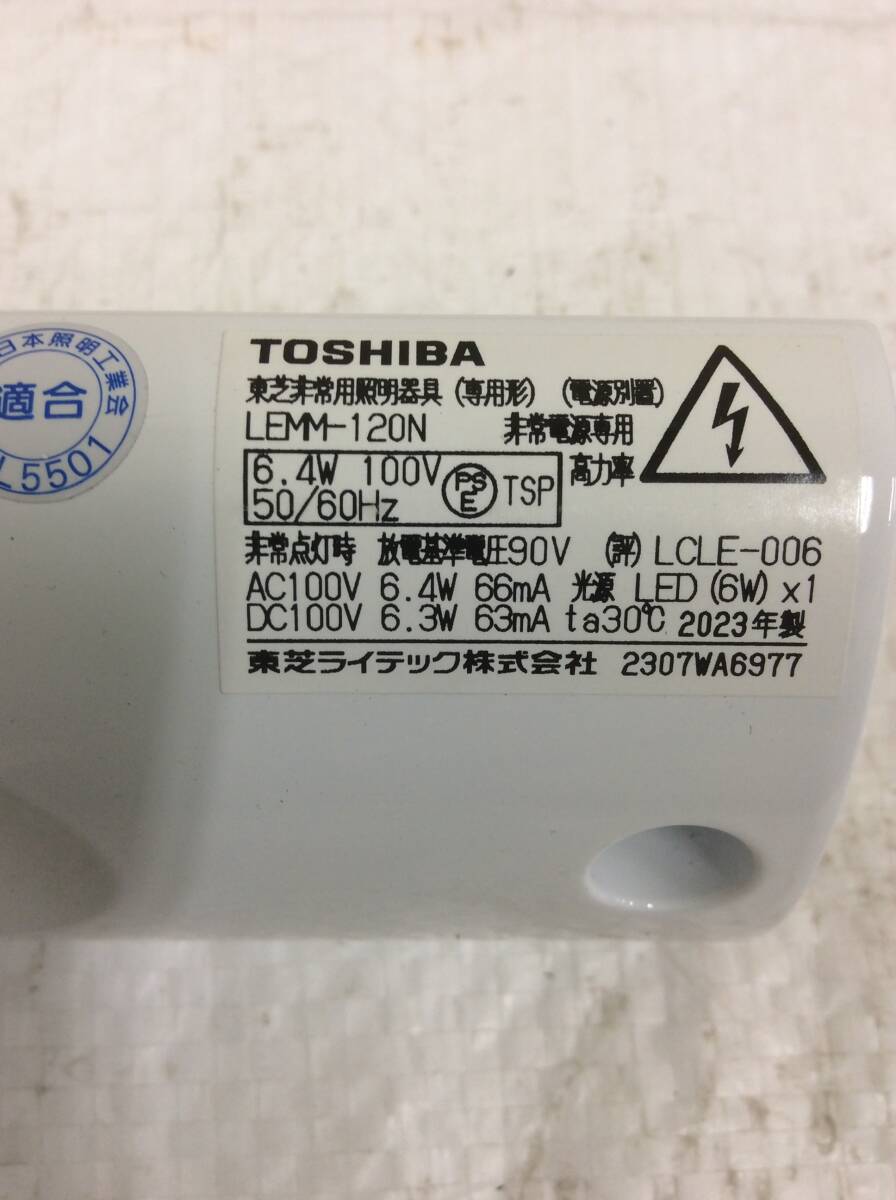 日本照明工業会
適合
L5501
TOSHIBA
東芝非常用照明器具 (専用形) (電源別置)
LEMM-120N 非常電源専用
6.4W 100V PSE TSP 高力率
50/60Hz
非常点灯時 放電基準電圧90V (評) LCLE-006
AC100V 6.4W 66mA 光源 LED (6W) x1
DC100V 6.3W 63mA ta30℃ 2023年製
東芝ライテック株式会社 2307WA6977